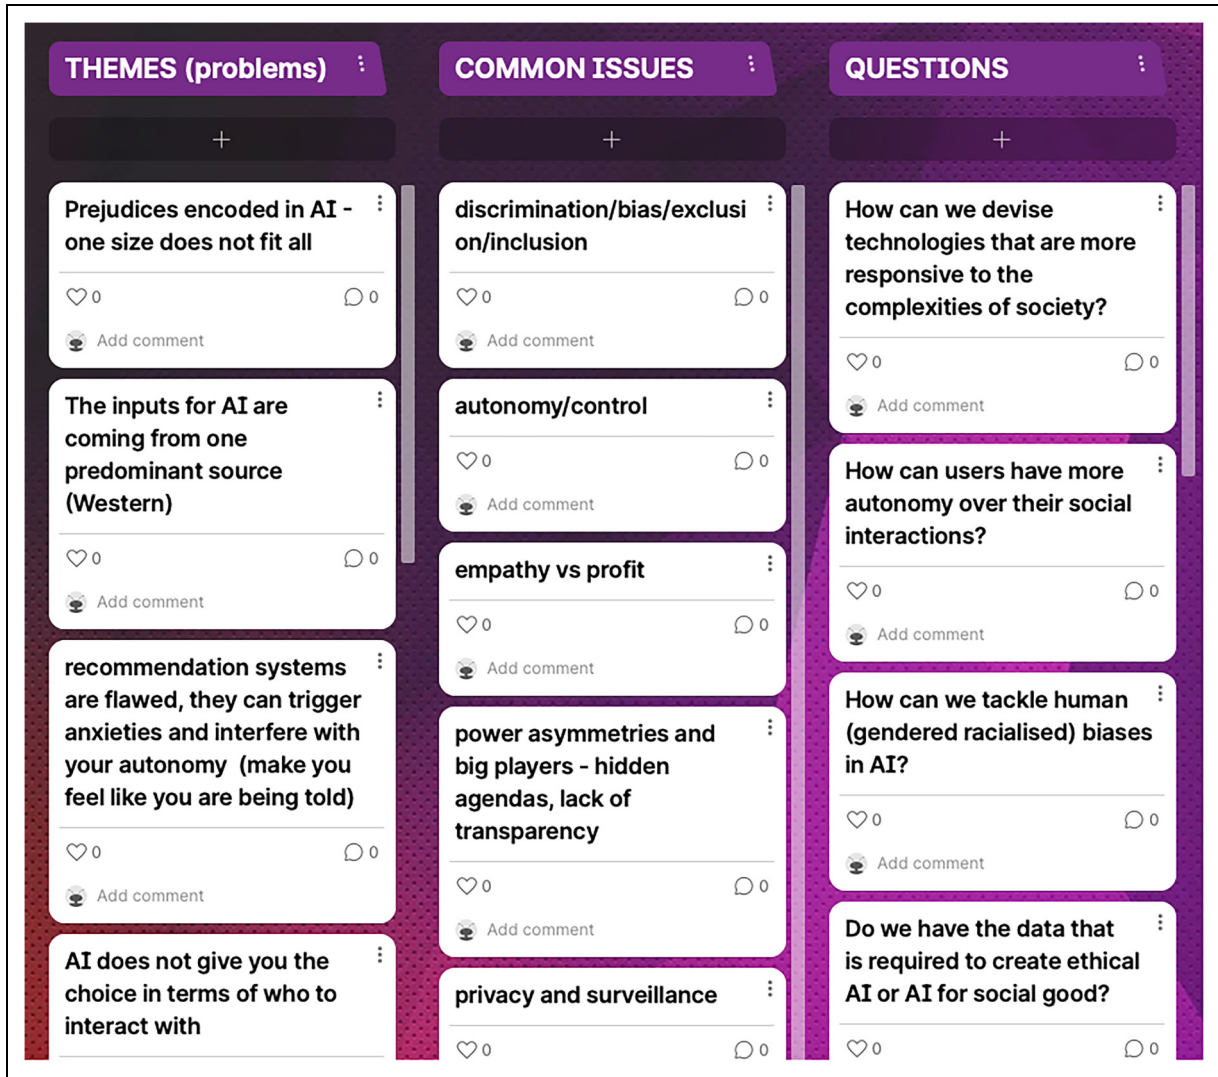 THEMES (problems)
+
Prejudices encoded in AI -
one size does not fit all
0
0
Add comment
The inputs for AI are
coming from one
predominant source
(Western)
0
0
Add comment
recommendation systems
are flawed, they can trigger
anxieties and interfere with
your autonomy  (make you
feel like you are being told)
0
0
Add comment
AI does not give you the
choice in terms of who to
interact with
COMMON ISSUES
+
discrimination/bias/exclusi
on/inclusion
0
0
Add comment
autonomy/control
0
0
Add comment
empathy vs profit
0
0
Add comment
power asymmetries and
big players - hidden
agendas, lack of
transparency
0
0
Add comment
privacy and surveillance
0
0
QUESTIONS
+
How can we devise
technologies that are more
responsive to the
complexities of society?
0
0
Add comment
How can users have more
autonomy over their social
interactions?
0
0
Add comment
How can we tackle human
(gendered racialised) biases
in AI?
0
0
Add comment
Do we have the data that
is required to create ethical
AI or AI for social good?
0
0